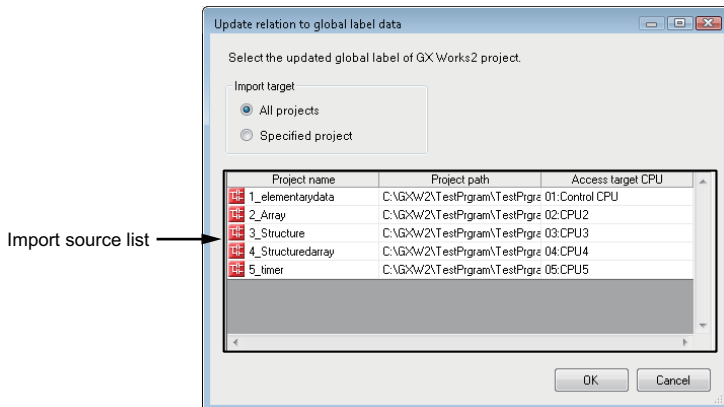 Update relation to global label data
Select the updated global label of GX Works2 project.
Import target
All projects
Specified project
Project name Project path Access target CPU
1_elementarydata C:\GXW2\TestPrgram\TestPrgra 01:Control CPU
2_Array C:\GXW2\TestPrgram\TestPrgra 02:CPU2
3_Structure C:\GXW2\TestPrgram\TestPrgra 03:CPU3
Import source list
4_Structuredarray C:\GXW2\TestPrgram\TestPrgra 04:CPU4
5_timer C:\GXW2\TestPrgram\TestPrgra 05:CPU5
OK Cancel